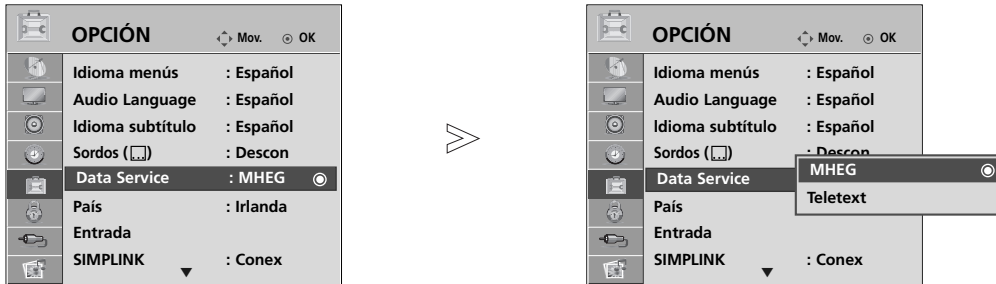 OPCIÓN Mov. OK
Idioma menús : Español
Audio Language : Español
Idioma subtítulo : Español
Sordos ( ) : Descon
Data Service : MHEG
País : Irlanda
Entrada
SIMPLINK : Conex
OPCIÓN Mov. OK
Idioma menús : Español
Audio Language : Español
Idioma subtítulo : Español
Sordos ( ) : Descon
Data Service
MHEG
Teletext
País
Entrada
SIMPLINK : Conex